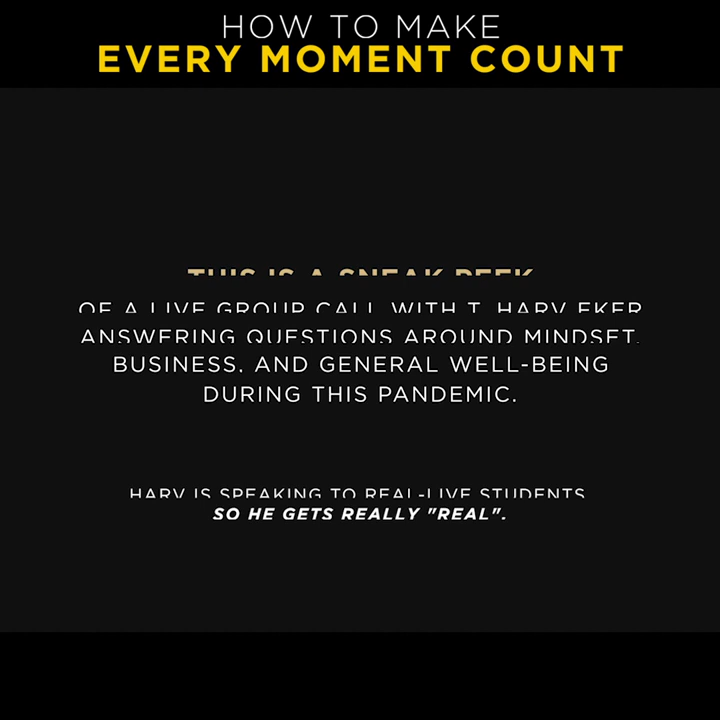 HOW TO MAKE
EVERY MOMENT COUNT
THIS IS A SNEAK PEEK
OF A LIVE GROUP CALL WITH T. HARV EKER
ANSWERING QUESTIONS AROUND MINDSET,
BUSINESS, AND GENERAL WELL-BEING
DURING THIS PANDEMIC.
HARV IS SPEAKING TO REAL-LIVE STUDENTS
SO HE GETS REALLY "REAL".